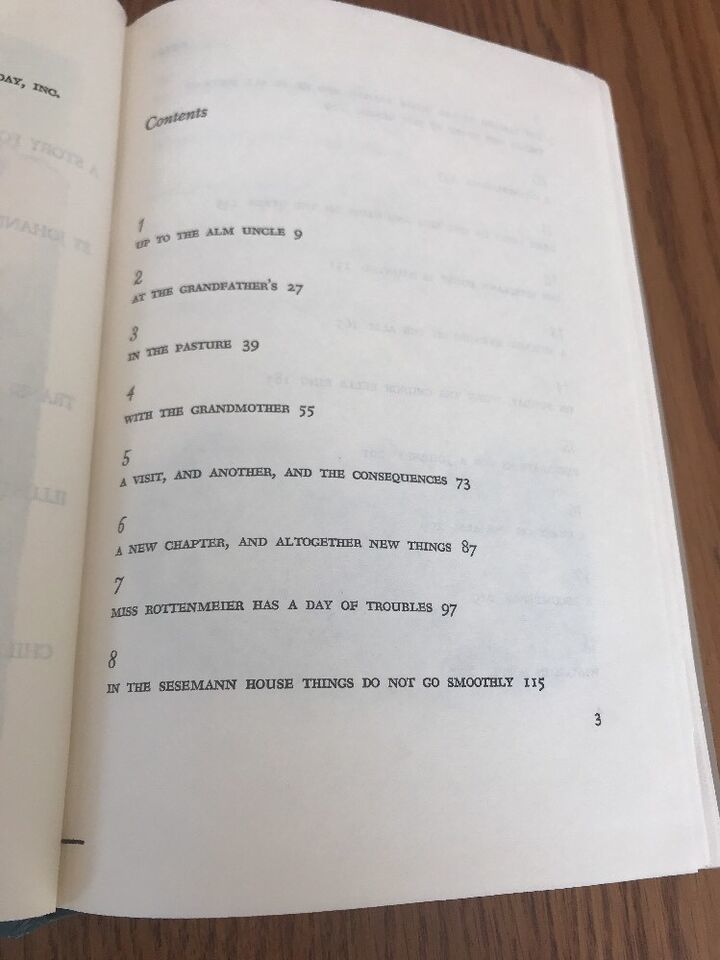 DAY, INC.
Contents
1
UP TO THE ALM UNCLE 9
2
AT THE GRANDFATHER'S 27
3
IN THE PASTURE 39
4
WITH THE GRANDMOTHER 55
5
A VISIT, AND ANOTHER, AND THE CONSEQUENCES 73
6
A NEW CHAPTER, AND ALTOGETHER NEW THINGS 87
7
MISS ROTTENMEIER HAS A DAY OF TROUBLES 97
8
IN THE SESEMANN HOUSE THINGS DO NOT GO SMOOTHLY 115
3